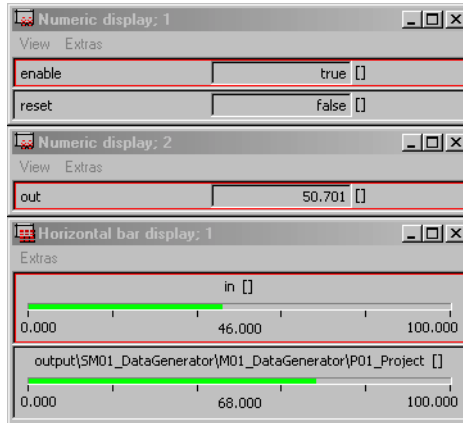 Numeric display; 1
View Extras
enable true []
reset false []
Numeric display; 2
View Extras
out 50.701 []
Horizontal bar display; 1
Extras
in []
0.000 46.000 100.000
output\SM01_DataGenerator\M01_DataGenerator\P01_Project []
0.000 68.000 100.000